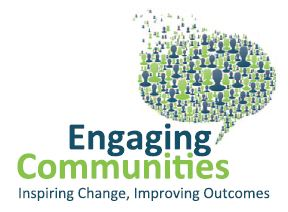 Engaging
Communities
Inspiring Change, Improving Outcomes